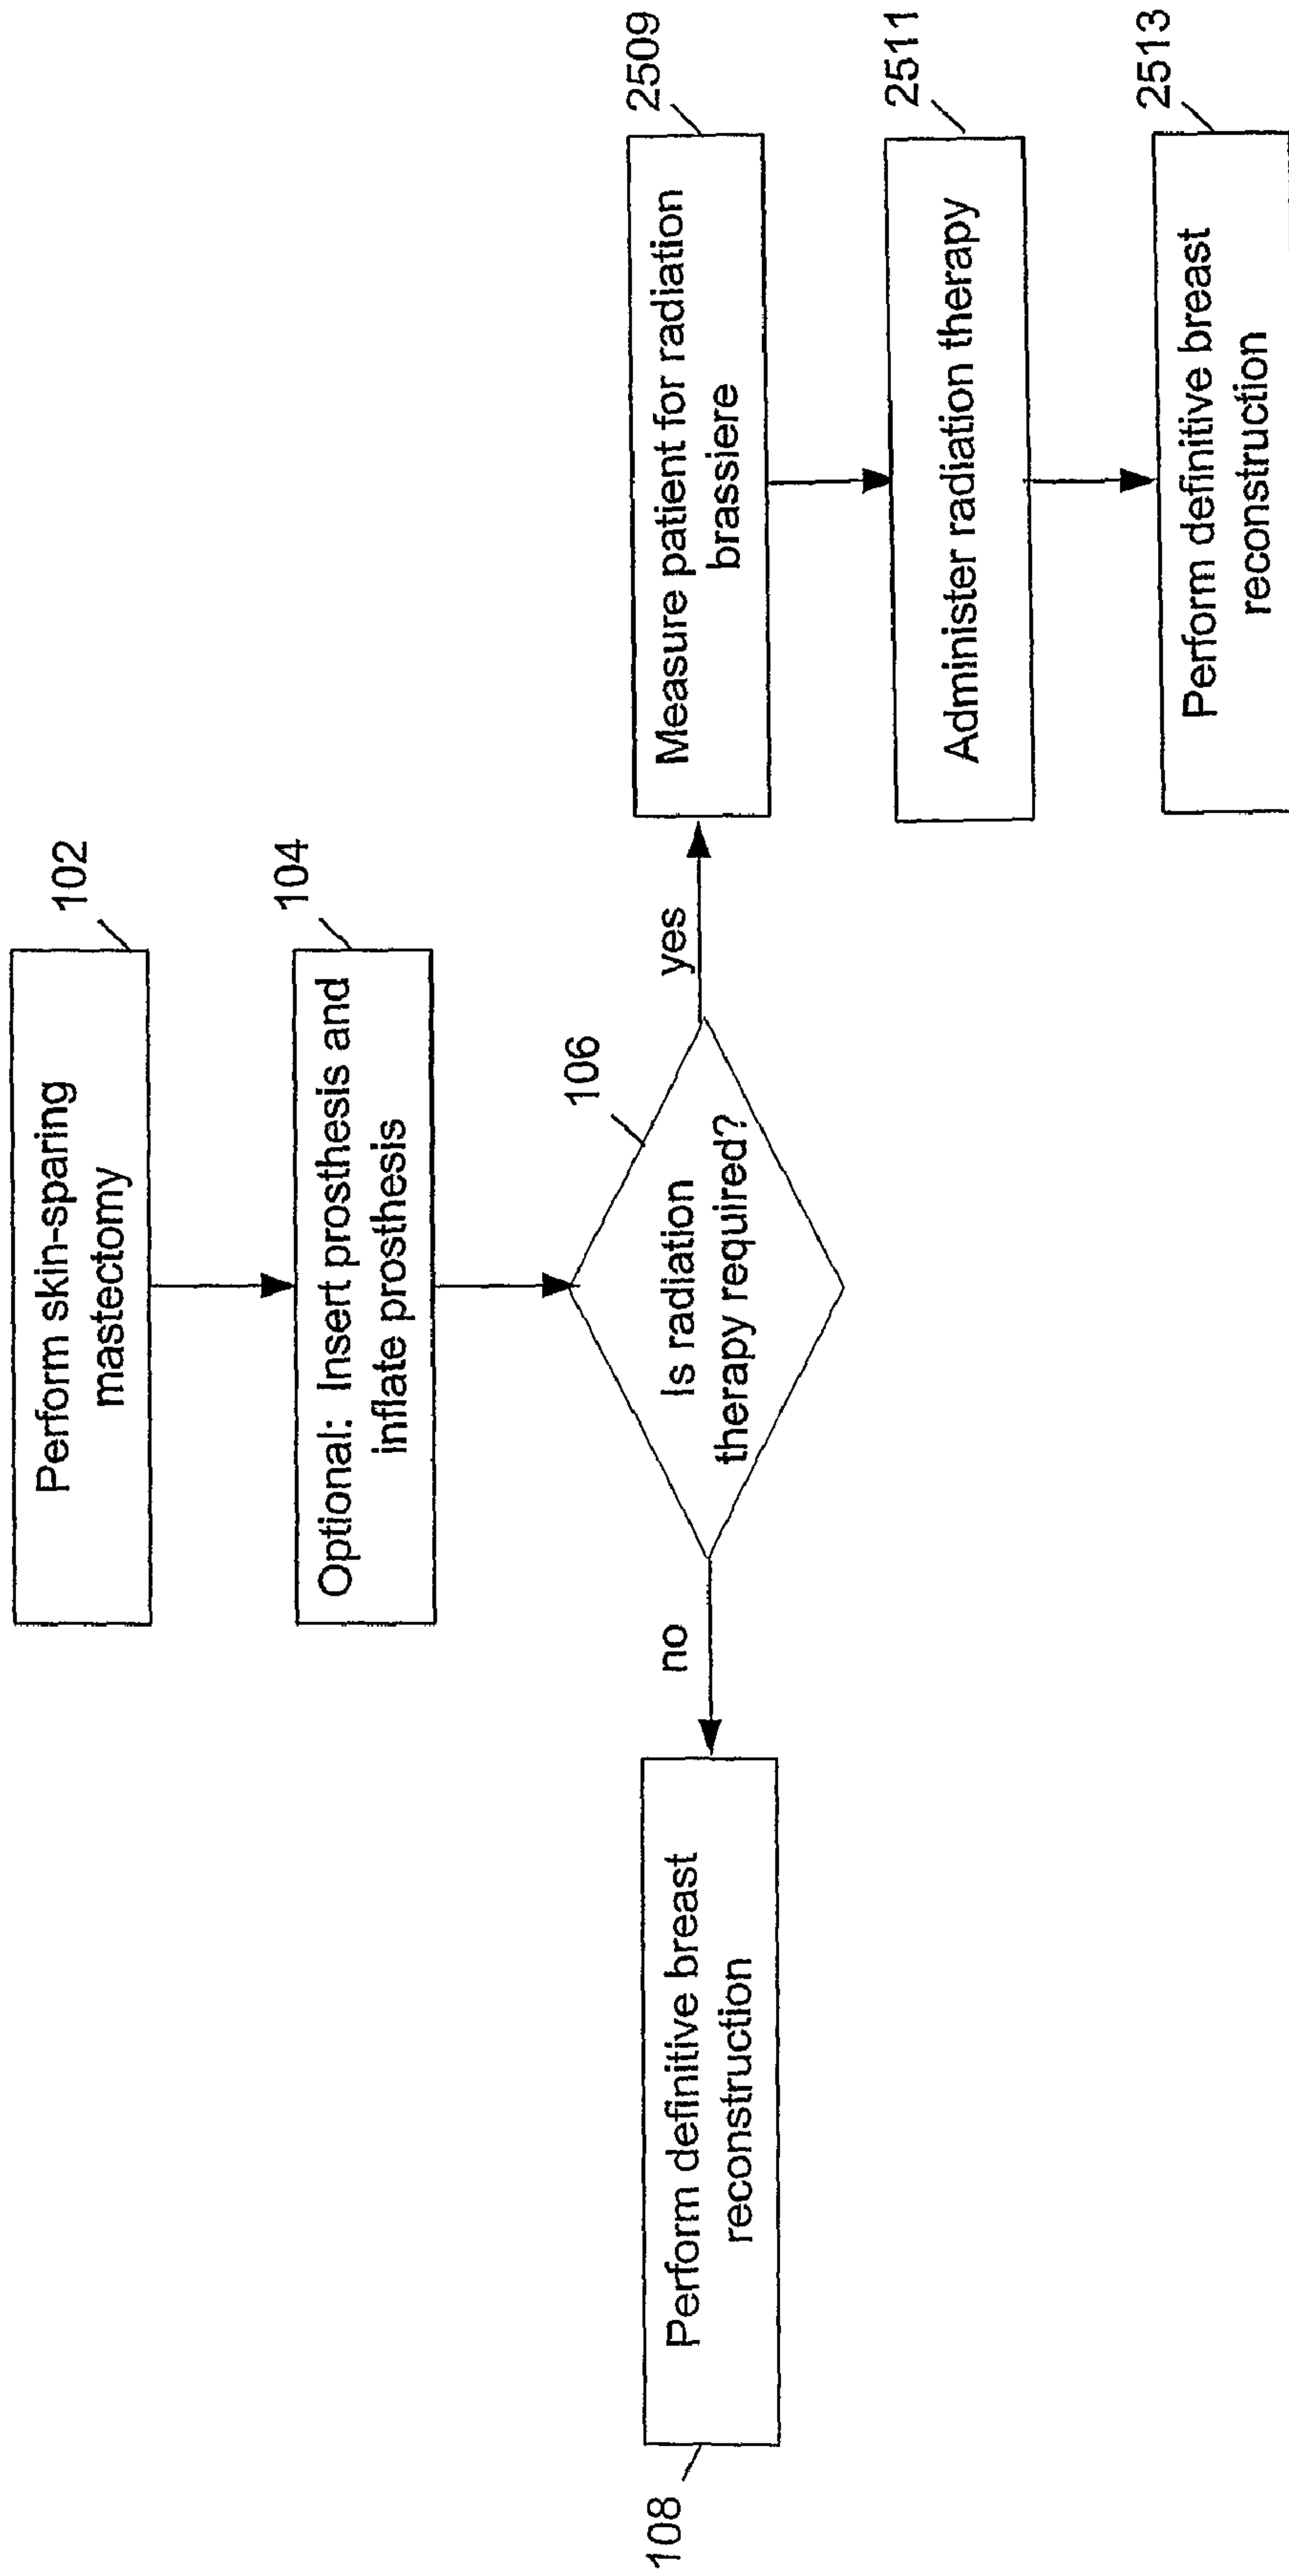 102
Perform skin-sparing
mastectomy
104
Optional: Insert prosthesis and
inflate prosthesis
106
Is radiation
therapy required?
no
yes
108
Perform definitive breast
reconstruction
2509
Measure patient for radiation
brassiere
2511
Administer radiation therapy
2513
Perform definitive breast
reconstruction